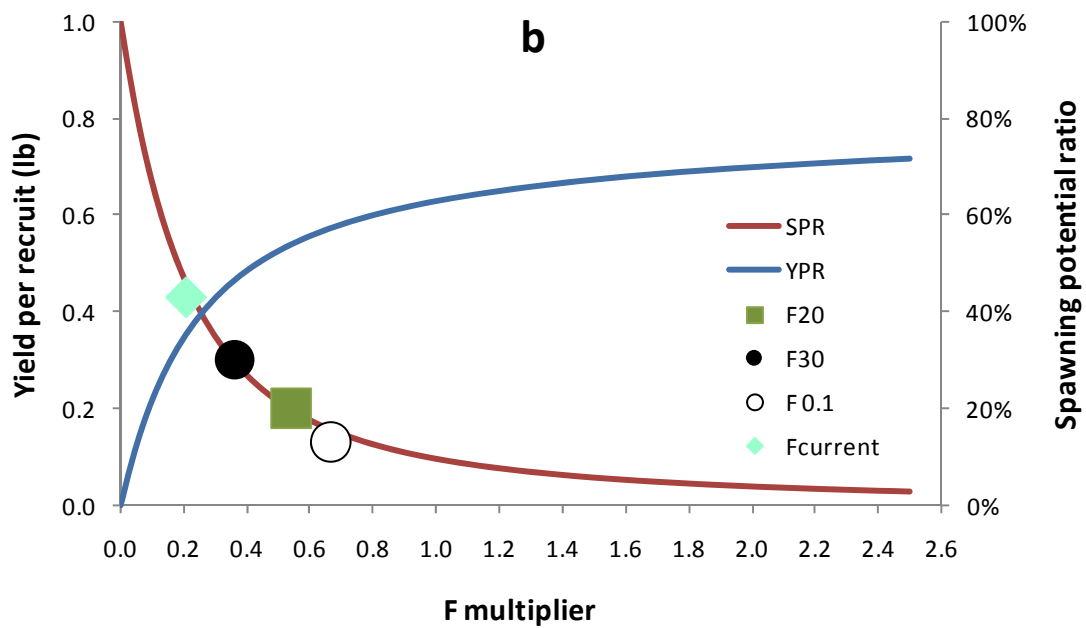 b
Yield per recruit (lb)
1.0
0.8
0.6
0.4
0.2
0.0
100%
80%
60%
40%
20%
0%
Spawning potential ratio
SPR
YPR
F20
F30
F 0.1
Fcurrent
0.0 0.2 0.4 0.6 0.8 1.0 1.2 1.4 1.6 1.8 2.0 2.2 2.4 2.6
F multiplier